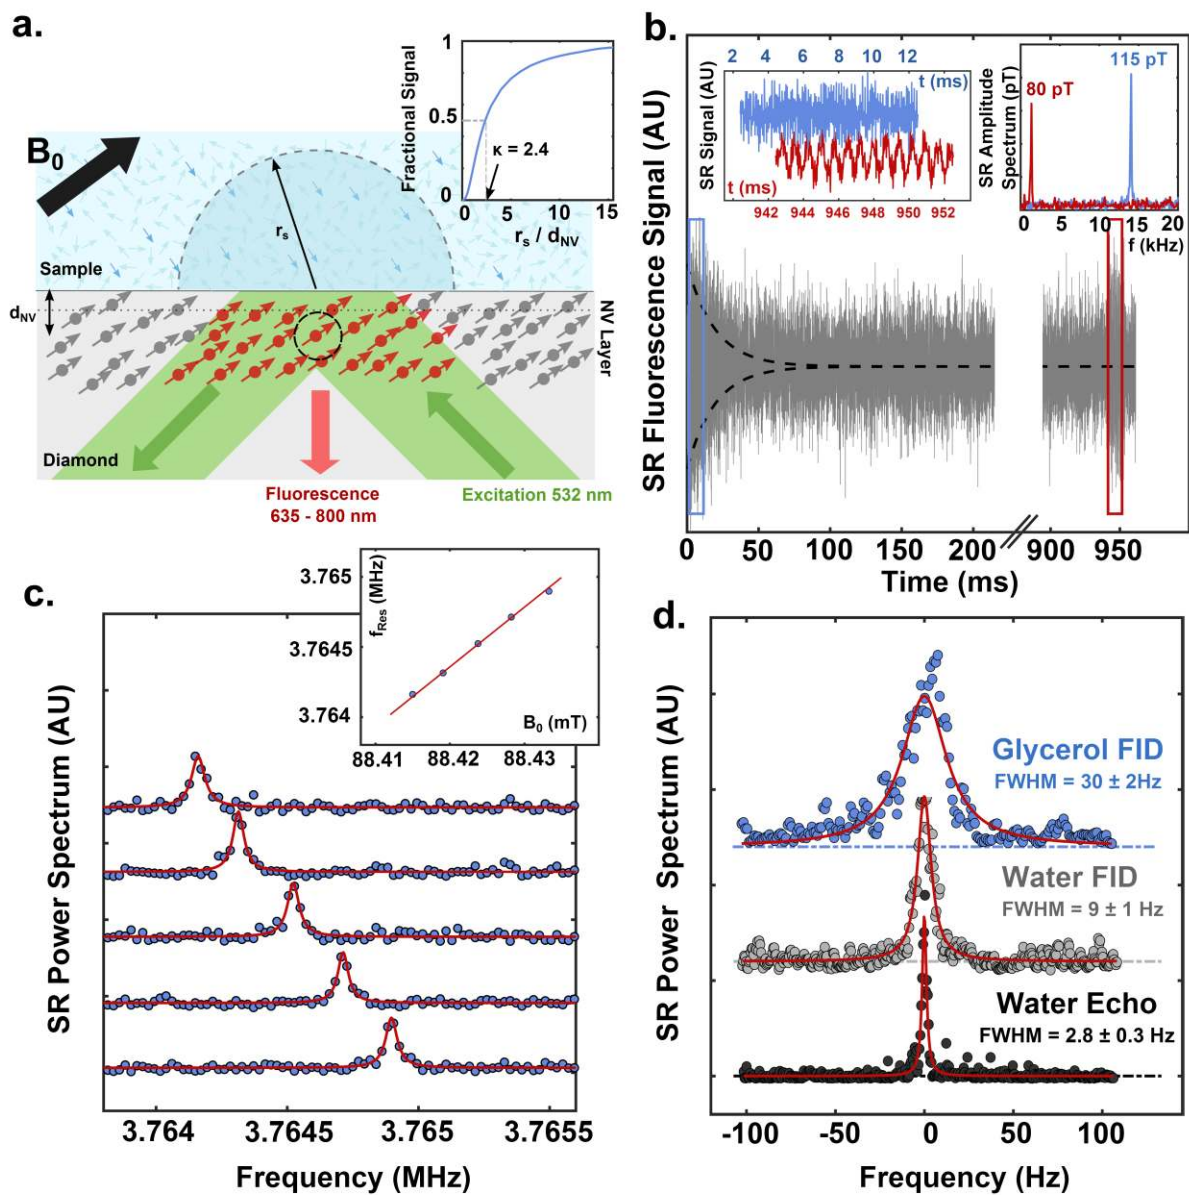 a.
B0
rs
Sample
dNV
NV Layer
Diamond
Fluorescence
635 - 800 nm
Excitation 532 nm
Fractional Signal
1
0.5
0
κ = 2.4
0 5 10 15
rs / dNV
b.
SR Fluorescence Signal (AU)
SR Signal (AU)
2 4 6 8 10 12
t (ms)
t (ms)
942 944 946 948 950 952
SR Amplitude
Spectrum (pT)
115 pT
80 pT
0 5 10 15 20
f (kHz)
0 50 100 150 200 900 950
Time (ms)
c.
SR Power Spectrum (AU)
fRes (MHz)
3.765
3.7645
3.764
B0 (mT)
88.41 88.42 88.43
3.764 3.7645 3.765 3.7655
Frequency (MHz)
d.
SR Power Spectrum (AU)
Glycerol FID
FWHM = 30 ± 2Hz
Water FID
FWHM = 9 ± 1 Hz
Water Echo
FWHM = 2.8 ± 0.3 Hz
-100 -50 0 50 100
Frequency (Hz)